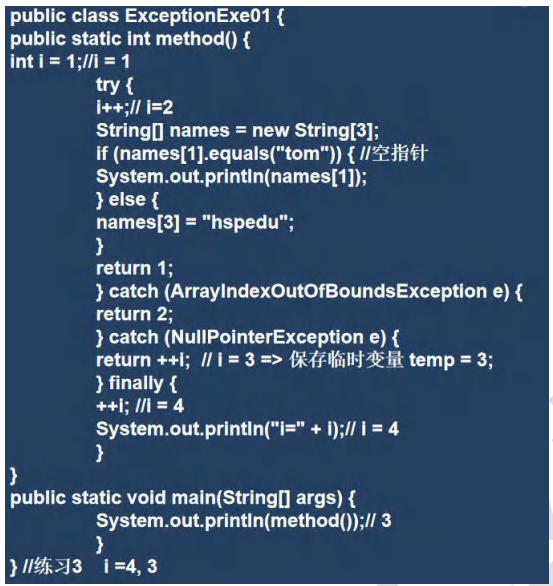 public class ExceptionExe01 {
public static int method() {
int i = 1;//i = 1
try {
i++;// i=2
String[] names = new String[3];
if (names[1].equals("tom")) { //空指针
System.out.println(names[1]);
} else {
names[3] = "hspedu";
}
return 1;
} catch (ArrayIndexOutOfBoundsException e) {
return 2;
} catch (NullPointerException e) {
return ++i;  // i = 3 => 保存临时变量 temp = 3;
} finally {
++i; //i = 4
System.out.println("i=" + i);// i = 4
}
}
public static void main(String[] args) {
System.out.println(method());// 3
}
} //练习3   i =4, 3